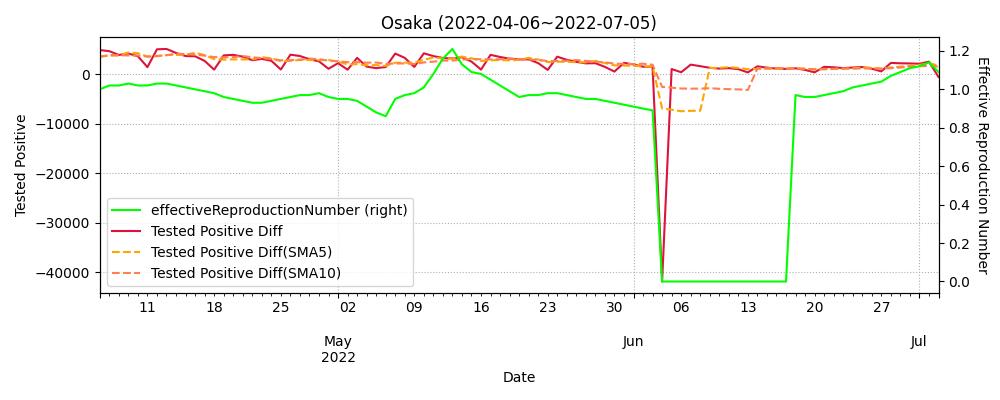 Osaka (2022-04-06~2022-07-05)
Tested Positive
0
−10000
−20000
−30000
−40000
1.2
1.0
0.8
0.6
0.4
0.2
0.0
Effective Reproduction Number
effectiveReproductionNumber (right)
Tested Positive Diff
Tested Positive Diff(SMA5)
Tested Positive Diff(SMA10)
11 18 25 02 09 16 23 30 06 13 20 27
May Jun Jul
2022
Date